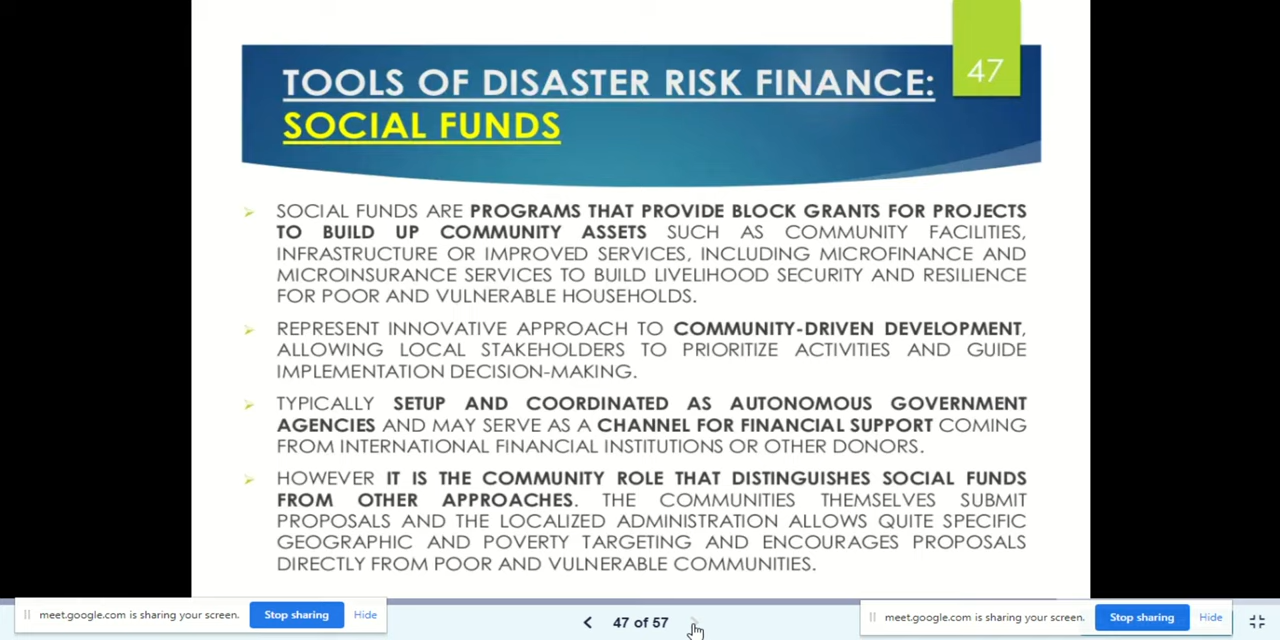 47
TOOLS OF DISASTER RISK FINANCE:
SOCIAL FUNDS
SOCIAL FUNDS ARE PROGRAMS THAT PROVIDE BLOCK GRANTS FOR PROJECTS
TO BUILD UP COMMUNITY ASSETS SUCH AS COMMUNITY FACILITIES,
INFRASTRUCTURE OR IMPROVED SERVICES, INCLUDING MICROFINANCE AND
MICROINSURANCE SERVICES TO BUILD LIVELIHOOD SECURITY AND RESILIENCE
FOR POOR AND VULNERABLE HOUSEHOLDS.
REPRESENT INNOVATIVE APPROACH TO COMMUNITY-DRIVEN DEVELOPMENT,
ALLOWING LOCAL STAKEHOLDERS TO PRIORITIZE ACTIVITIES AND GUIDE
IMPLEMENTATION DECISION-MAKING.
TYPICALLY SETUP AND COORDINATED AS AUTONOMOUS GOVERNMENT
AGENCIES AND MAY SERVE AS A CHANNEL FOR FINANCIAL SUPPORT COMING
FROM INTERNATIONAL FINANCIAL INSTITUTIONS OR OTHER DONORS.
HOWEVER IT IS THE COMMUNITY ROLE THAT DISTINGUISHES SOCIAL FUNDS
FROM OTHER APPROACHES. THE COMMUNITIES THEMSELVES SUBMIT
PROPOSALS AND THE LOCALIZED ADMINISTRATION ALLOWS QUITE SPECIFIC
GEOGRAPHIC AND POVERTY TARGETING AND ENCOURAGES PROPOSALS
DIRECTLY FROM POOR AND VULNERABLE COMMUNITIES.
meet.google.com is sharing your screen. Stop sharing Hide
47 of 57
meet.google.com is sharing your screen. Stop sharing Hide